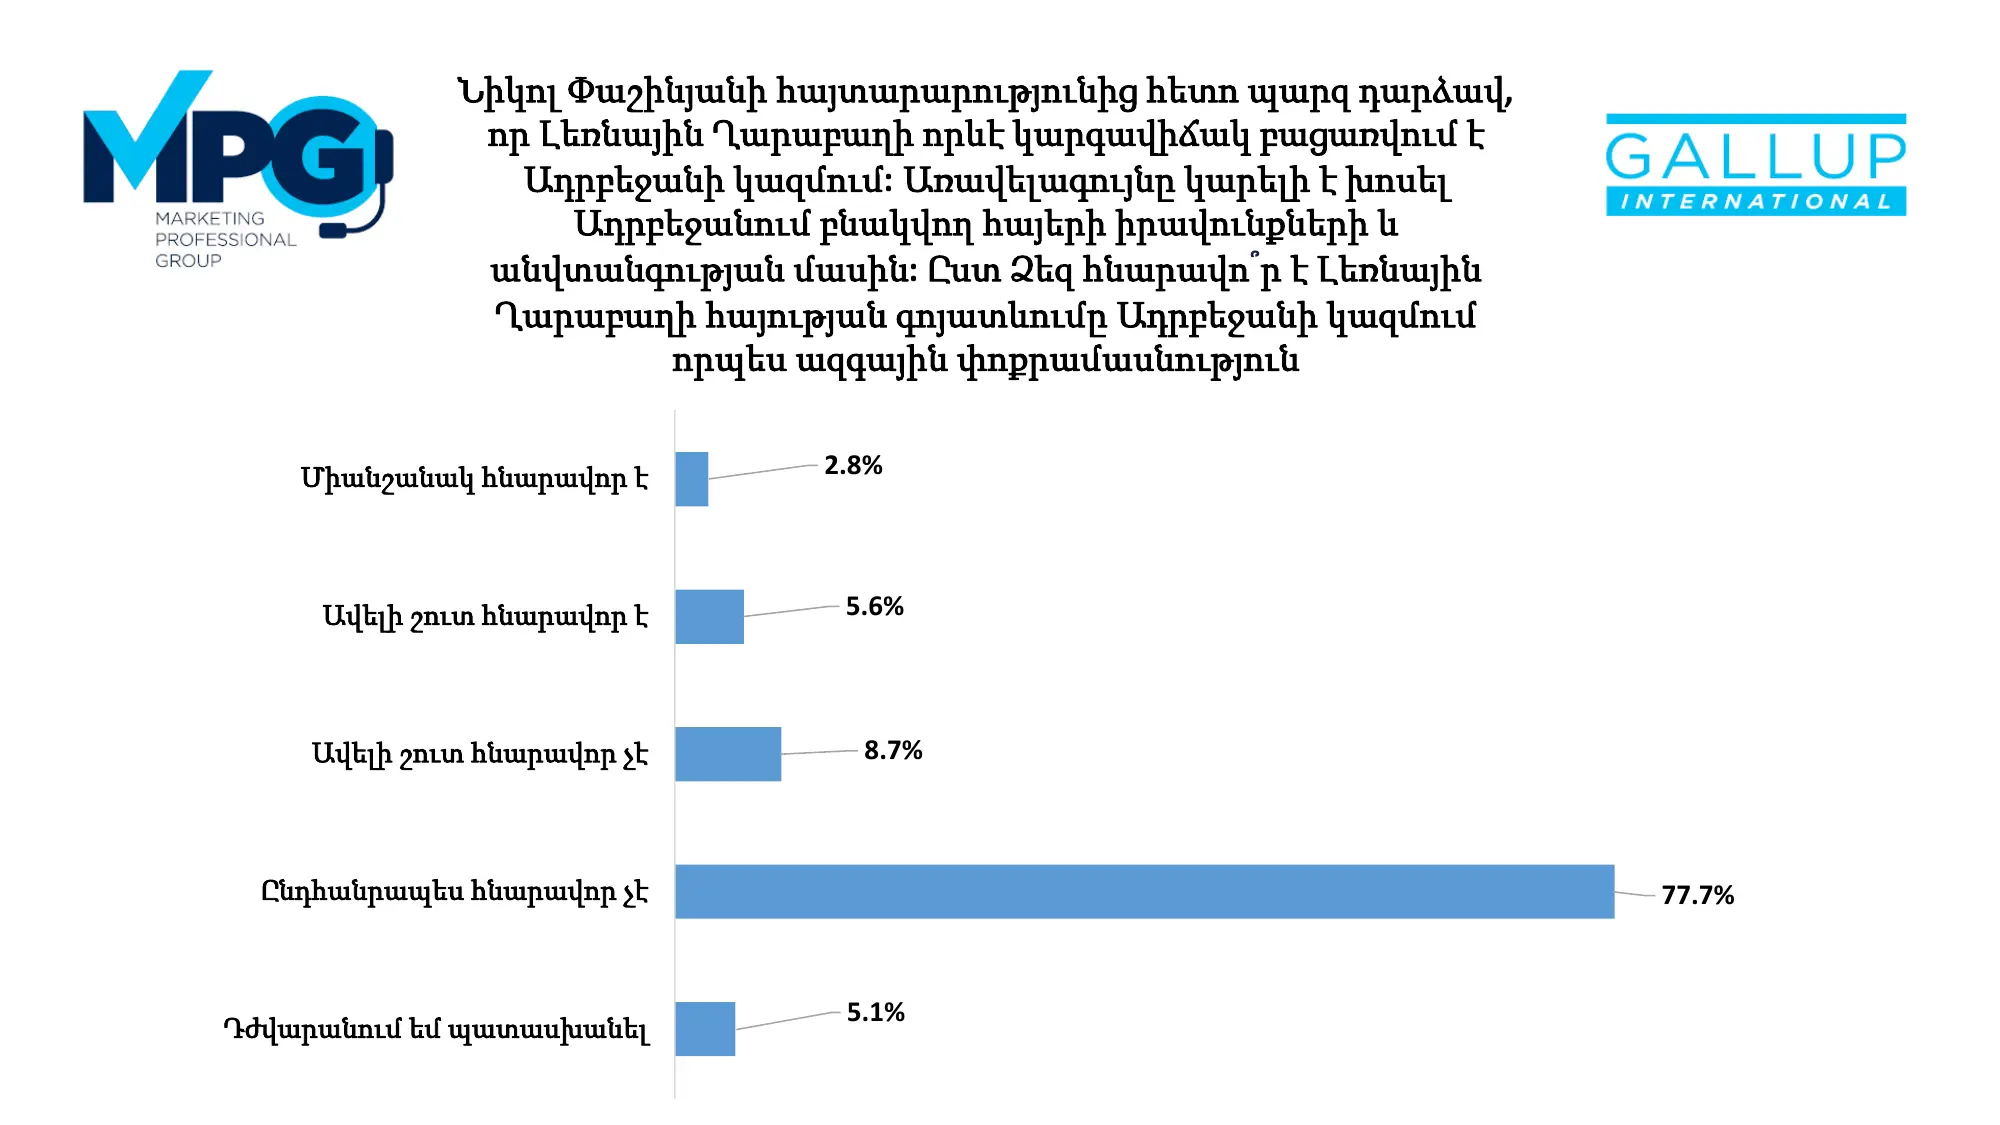 MPG
MARKETING
PROFESSIONAL
GROUP
Նիկոլ Փաշինյանի հայտարարությունից հետո պարզ դարձավ,
որ Լեռնային Ղարաբաղի որևէ կարգավիճակ բացառվում է
Ադրբեջանի կազմում: Առավելագույնը կարելի է խոսել
Ադրբեջանում բնակվող հայերի իրավունքների և
անվտանգության մասին: Ըստ Ձեզ հնարավո՞ր է Լեռնային
Ղարաբաղի հայության գոյատևումը Ադրբեջանի կազմում
որպես ազգային փոքրամասնություն
GALLUP
INTERNATIONAL
Միանշանակ հնարավոր է
2.8%
Ավելի շուտ հնարավոր է
5.6%
Ավելի շուտ հնարավոր չէ
8.7%
Ընդհանրապես հնարավոր չէ
77.7%
Դժվարանում եմ պատասխանել
5.1%